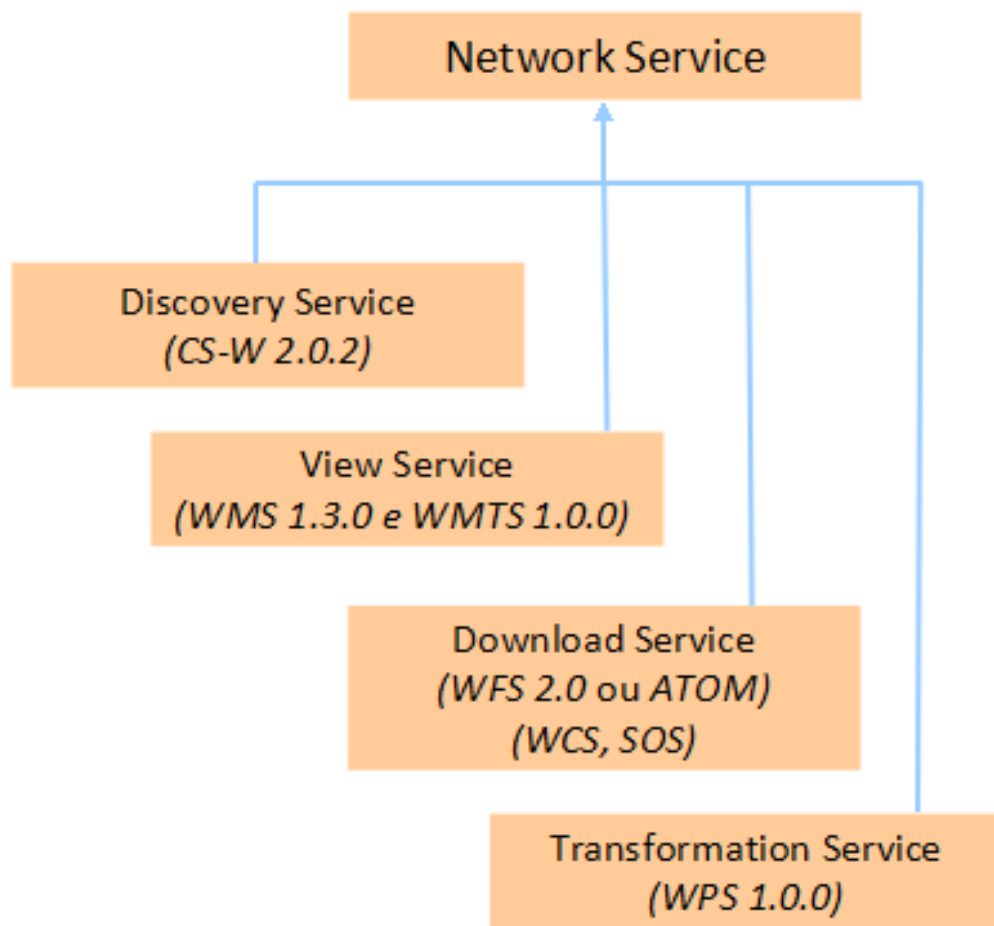 Network Service
Discovery Service
(CS-W 2.0.2)
View Service
(WMS 1.3.0 e WMTS 1.0.0)
Download Service
(WFS 2.0 ou ATOM)
(WCS, SOS)
Transformation Service
(WPS 1.0.0)